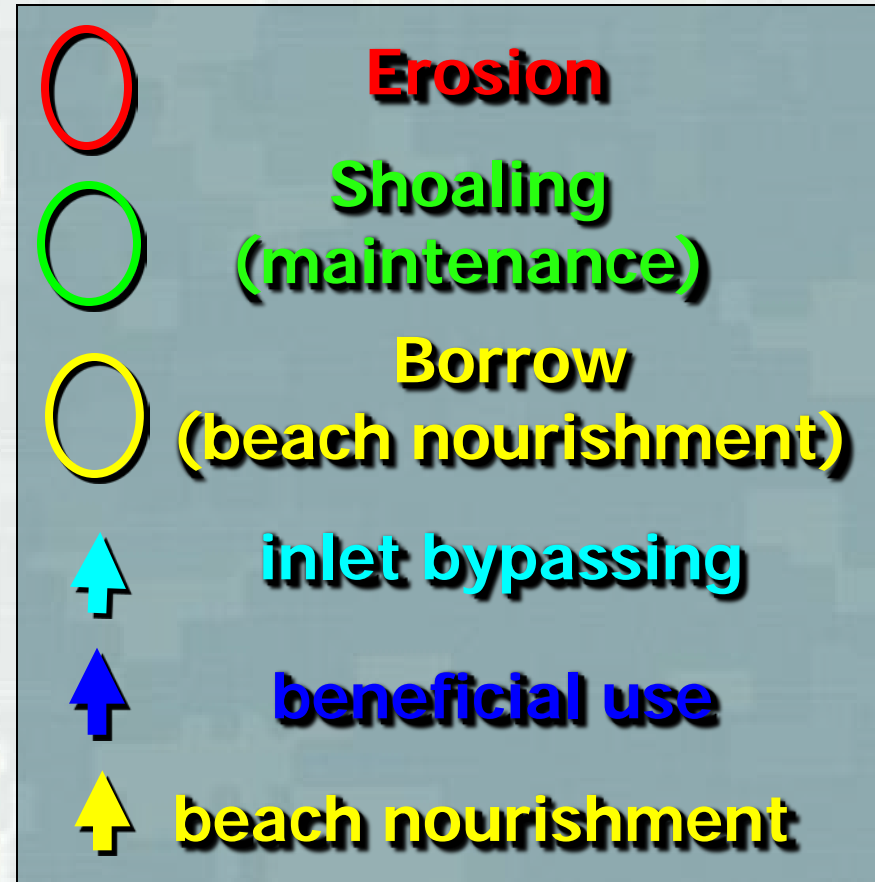 Erosion
Shoaling
(maintenance)
Borrow
(beach nourishment)
inlet bypassing
beneficial use
beach nourishment